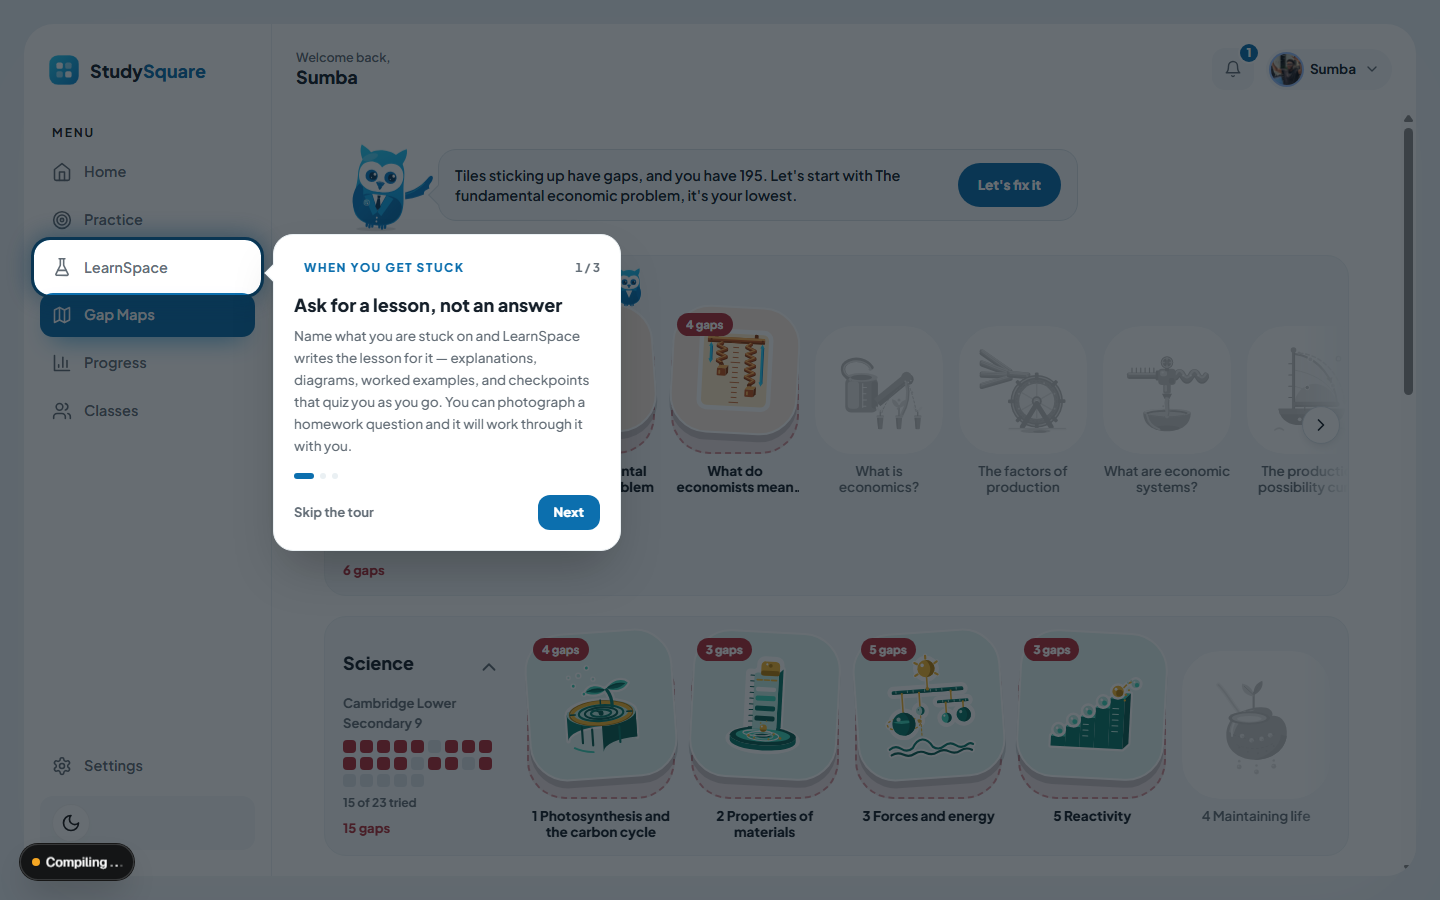 StudySquare
Welcome back,
Sumba
1
Sumba
MENU
Home
Practice
LearnSpace
Gap Maps
Progress
Classes
Settings
Compiling ...
Tiles sticking up have gaps, and you have 195. Let's start with The
fundamental economic problem, it's your lowest.
Let's fix it
WHEN YOU GET STUCK
1 / 3
Ask for a lesson, not an answer
Name what you are stuck on and LearnSpace
writes the lesson for it — explanations,
diagrams, worked examples, and checkpoints
that quiz you as you go. You can photograph a
homework question and it will work through it
with you.
Skip the tour
Next
4 gaps
ntal
blem
What do
economists mean..
What is
economics?
The factors of
production
What are economic
systems?
The producti
possibility cu
6 gaps
Science
Cambridge Lower
Secondary 9
15 of 23 tried
15 gaps
4 gaps
1 Photosynthesis and
the carbon cycle
3 gaps
2 Properties of
materials
5 gaps
3 Forces and energy
3 gaps
5 Reactivity
4 Maintaining life